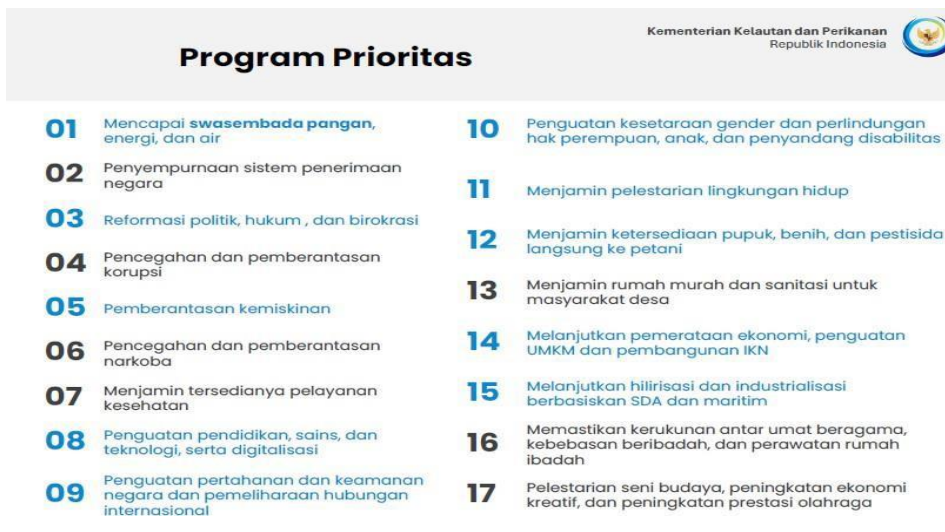 Program Prioritas
Kementerian Kelautan dan Perikanan
Republik Indonesia
01
Mencapai swasembada pangan,
energi, dan air
02
Penyempurnaan sistem penerimaan
negara
03
Reformasi politik, hukum , dan birokrasi
04
Pencegahan dan pemberantasan
korupsi
05
Pemberantasan kemiskinan
06
Pencegahan dan pemberantasan
narkoba
07
Menjamin tersedianya pelayanan
kesehatan
08
Penguatan pendidikan, sains, dan
teknologi, serta digitalisasi
09
Penguatan pertahanan dan keamanan
negara dan pemeliharaan hubungan
internasional
10
Penguatan kesetaraan gender dan perlindungan
hak perempuan, anak, dan penyandang disabilitas
11
Menjamin pelestarian lingkungan hidup
12
Menjamin ketersediaan pupuk, benih, dan pestisida
langsung ke petani
13
Menjamin rumah murah dan sanitasi untuk
masyarakat desa
14
Melanjutkan pemerataan ekonomi, penguatan
UMKM dan pembangunan IKN
15
Melanjutkan hilirisasi dan industrialisasi
berbasiskan SDA dan maritim
16
Memastikan kerukunan antar umat beragama,
kebebasan beribadah, dan perawatan rumah
ibadah
17
Pelestarian seni budaya, peningkatan ekonomi
kreatif, dan peningkatan prestasi olahraga